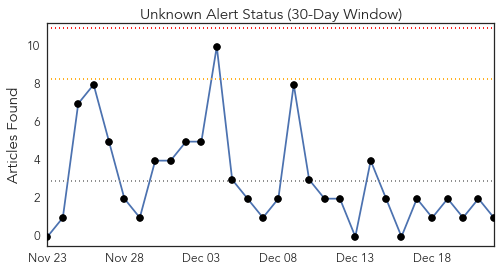 Unknown Alert Status (30-Day Window)
Articles Found
10
8
6
4
2
0
Nov 23 Nov 28 Dec 03 Dec 08 Dec 13 Dec 18